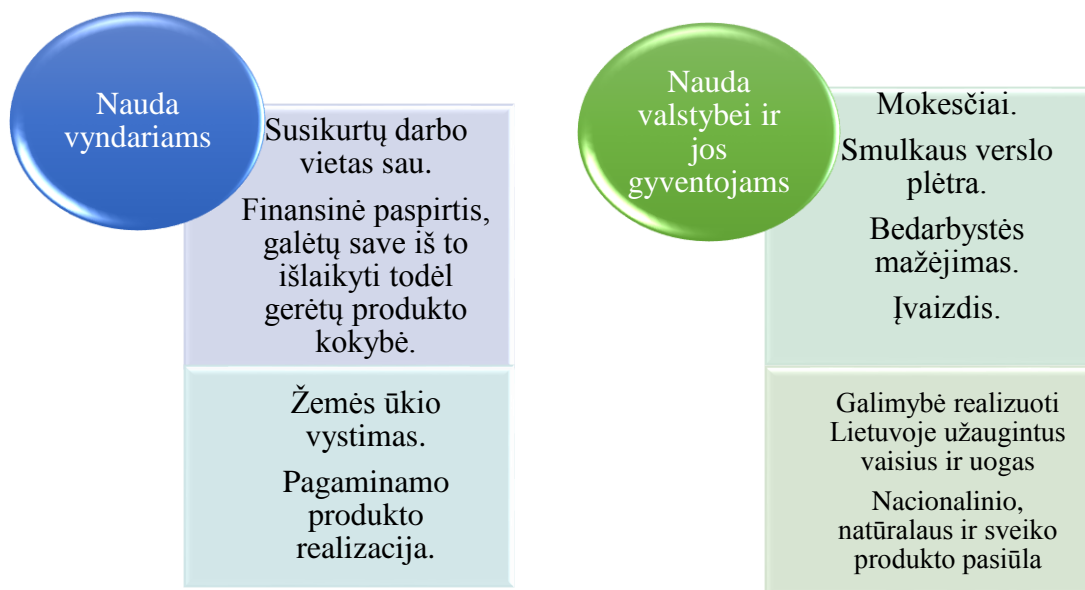 Nauda
vyndariams
Susikurtų darbo
vietas sau.
Finansinė paspirtis,
galėtų save iš to
išlaikyti todėl
gerėtų produkto
kokybė.
Žemės ūkio
vystimas.
Pagaminamo
produkto
realizacija.
Nauda
valstybei ir
jos
gyventojams
Mokesčiai.
Smulkaus verslo
plėtra.
Bedarbystės
mažėjimas.
Įvaizdis.
Galimybė realizuoti
Lietuvoje užaugintus
vaisius ir uogas
Nacionalinio,
natūralaus ir sveiko
produkto pasiūla